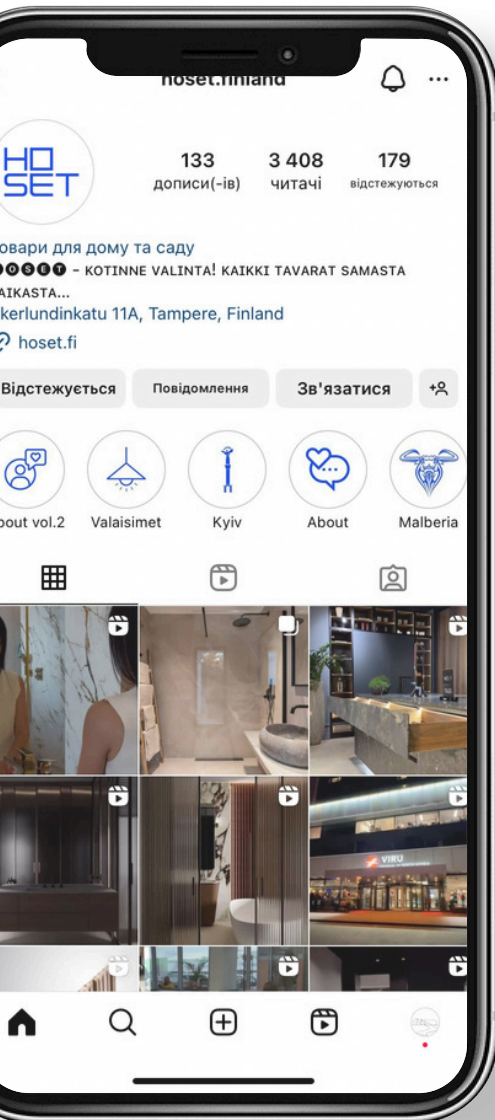 hoset.finland
HO
SET
133 3 408 179
дописи(-ів) читачі відстежуються
овари для дому та саду
HOSET – KOTINNE VALINTA! KAIKKI TAVARAT SAMASTA
AIKASTA...
kerlundinkatu 11A, Tampere, Finland
hoset.fi
Відстежується Повідомлення Зв'язатися
bout vol.2 Valaisimet Kyiv About Malberia
VIRU